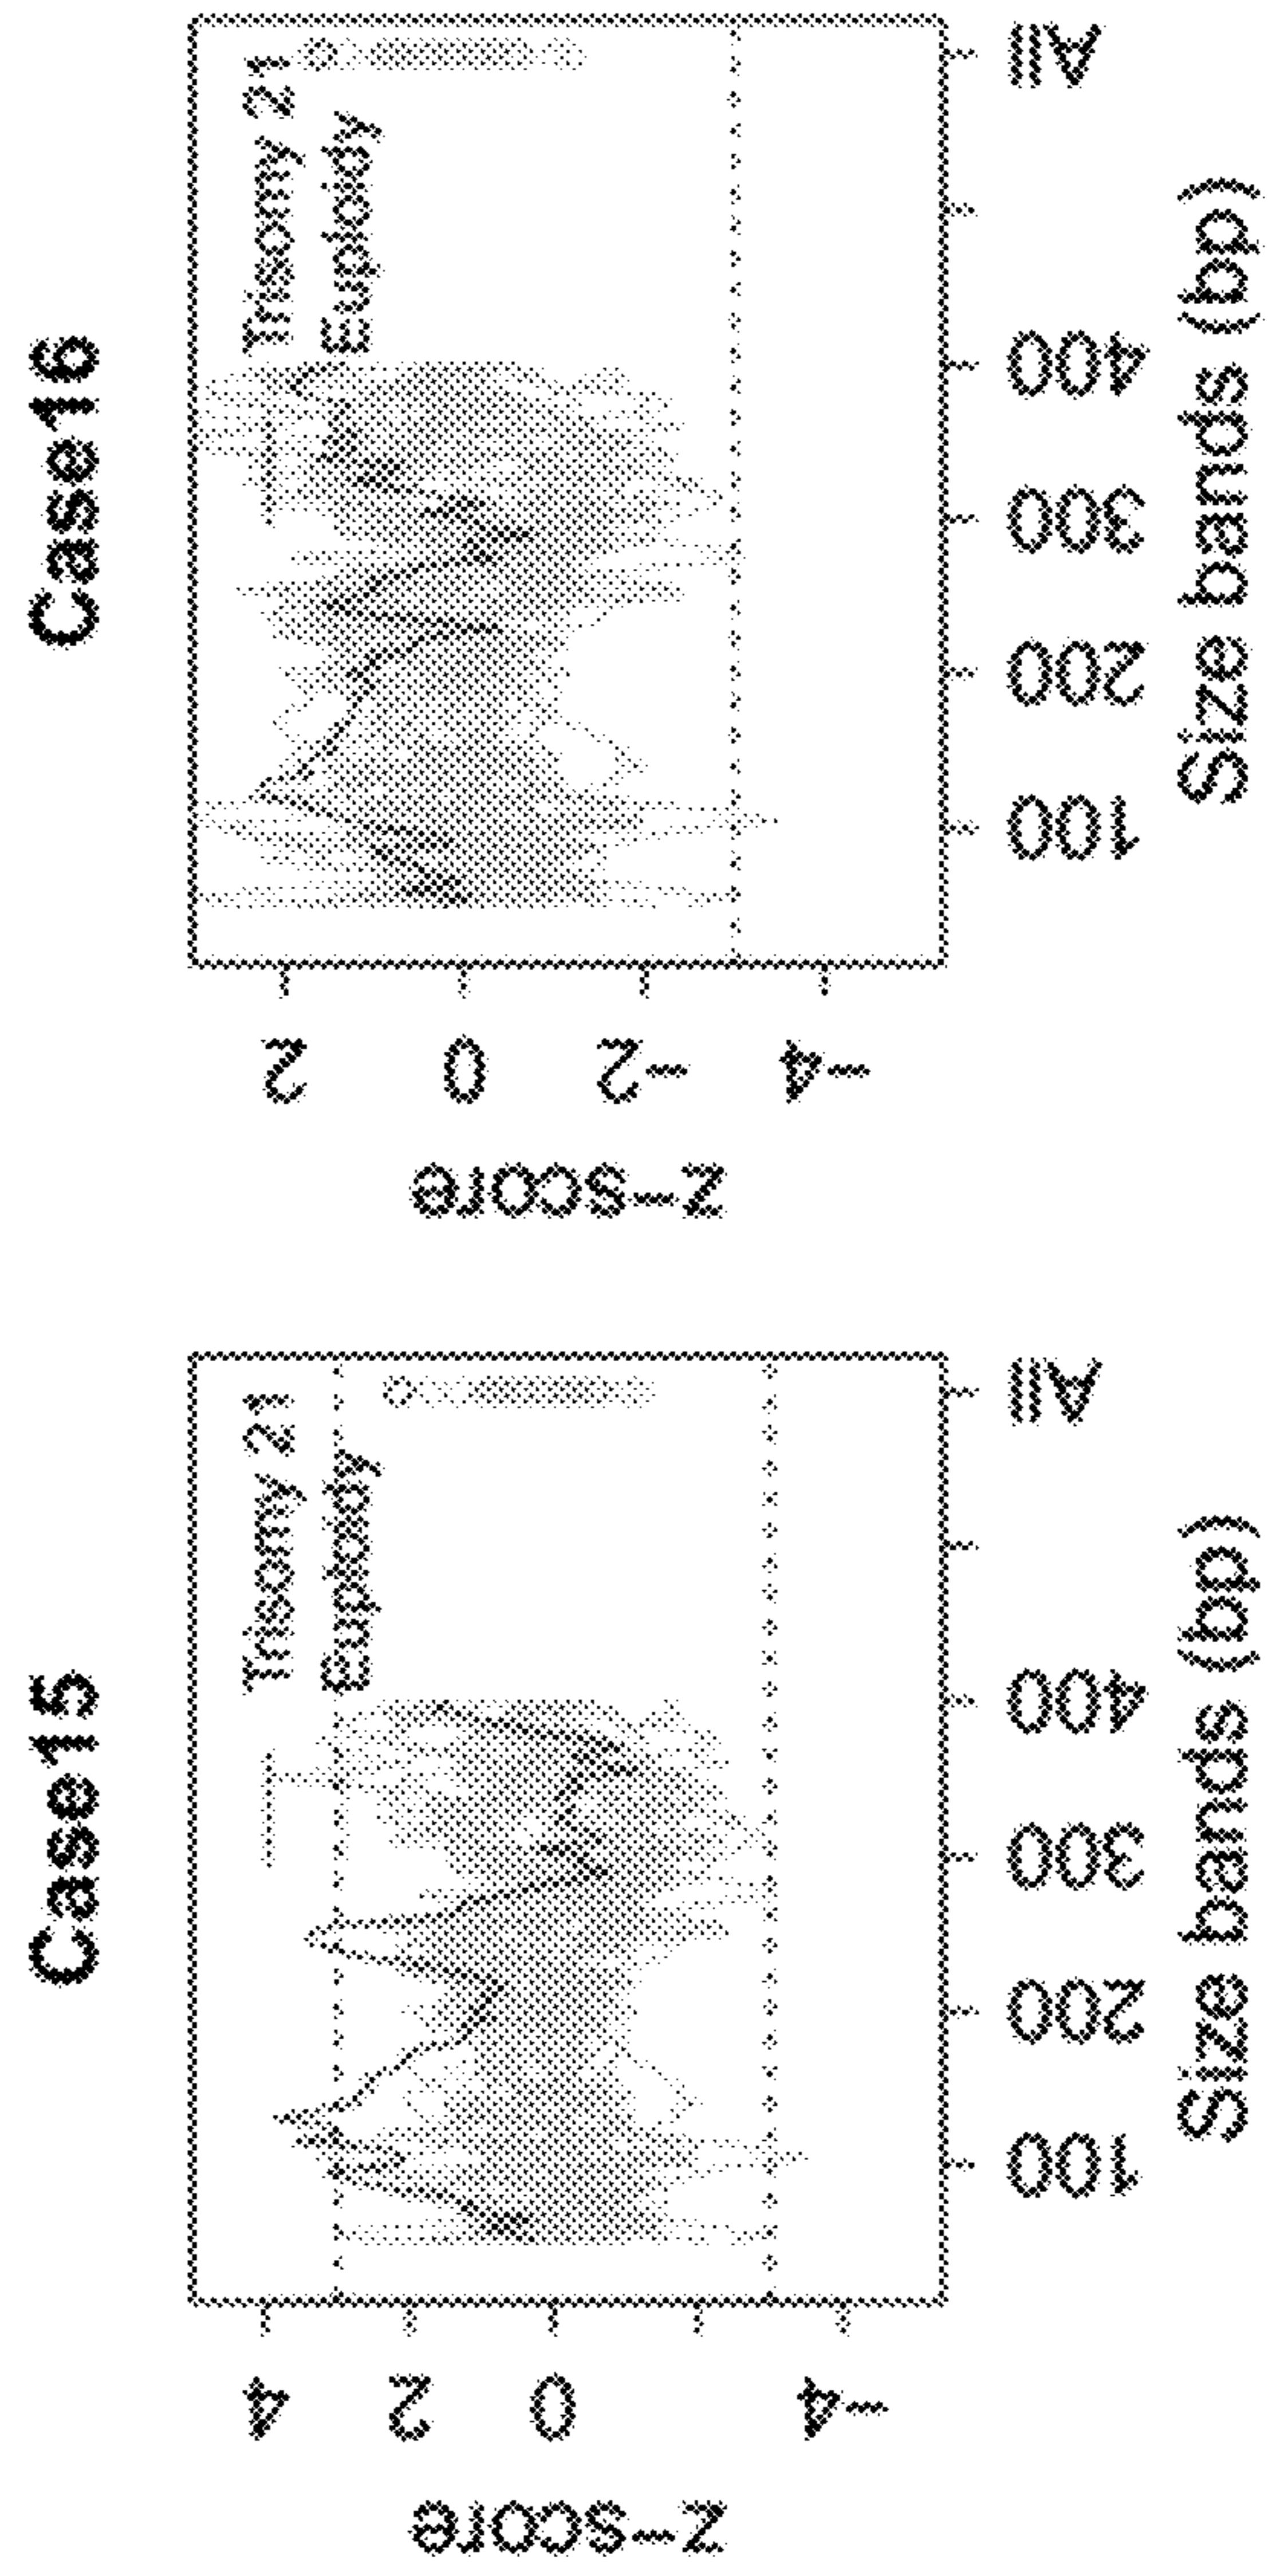 Case15
Trisomy 21
Euploidy
4
2
0
-4
z-score
100
200
300
400
All
Size bands (bp)
Case16
Trisomy 21
Euploidy
2
0
-2
-4
z-score
100
200
300
400
All
Size bands (bp)